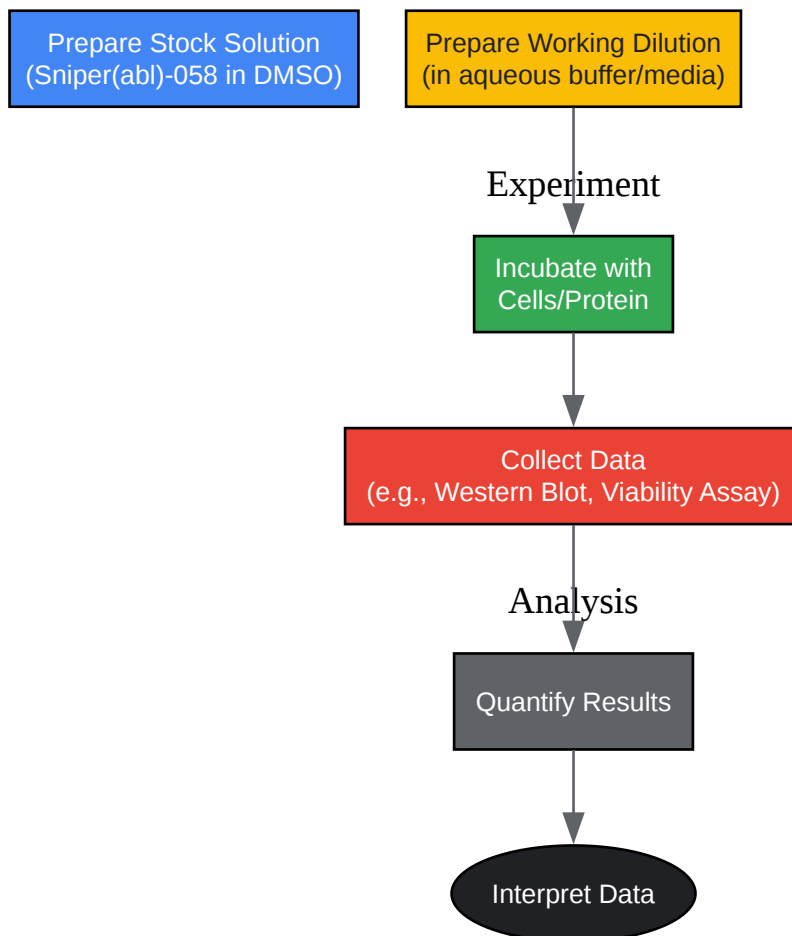 Prepare Stock Solution
(Sniper(abl)-058 in DMSO)
Prepare Working Dilution
(in aqueous buffer/media)
Experiment
Incubate with
Cells/Protein
Collect Data
(e.g., Western Blot, Viability Assay)
Analysis
Quantify Results
Interpret Data